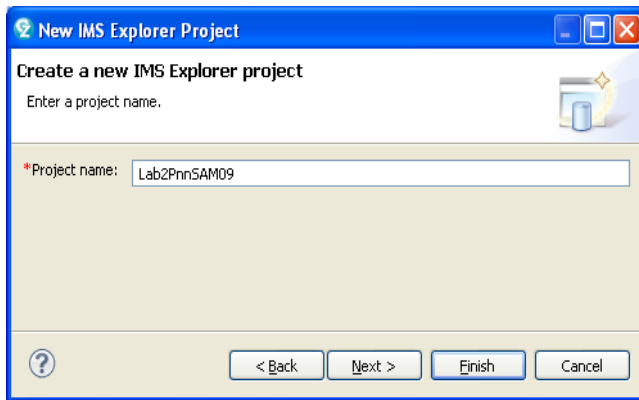 New IMS Explorer Project
Create a new IMS Explorer project
Enter a project name.
*Project name: Lab2PnnSAM09
? < Back Next > Finish Cancel